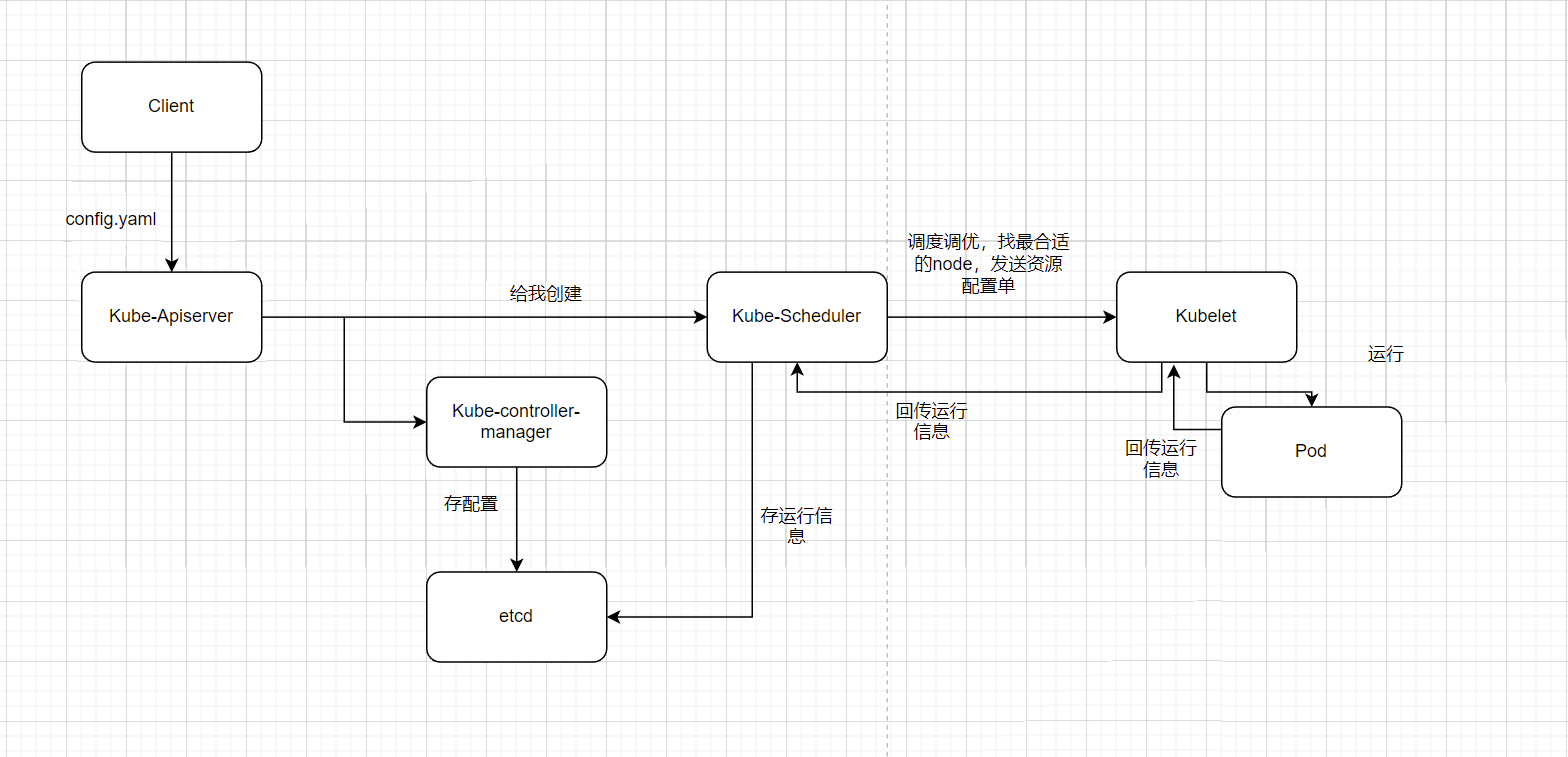 Client
config.yaml
调度调优，找最合适
的node，发送资源
配置单
给我创建
Kube-Apiserver
Kube-Scheduler
Kubelet
运行
Kube-controller-
manager
回传运行
信息
回传运行
信息
Pod
存配置
存运行信
息
etcd